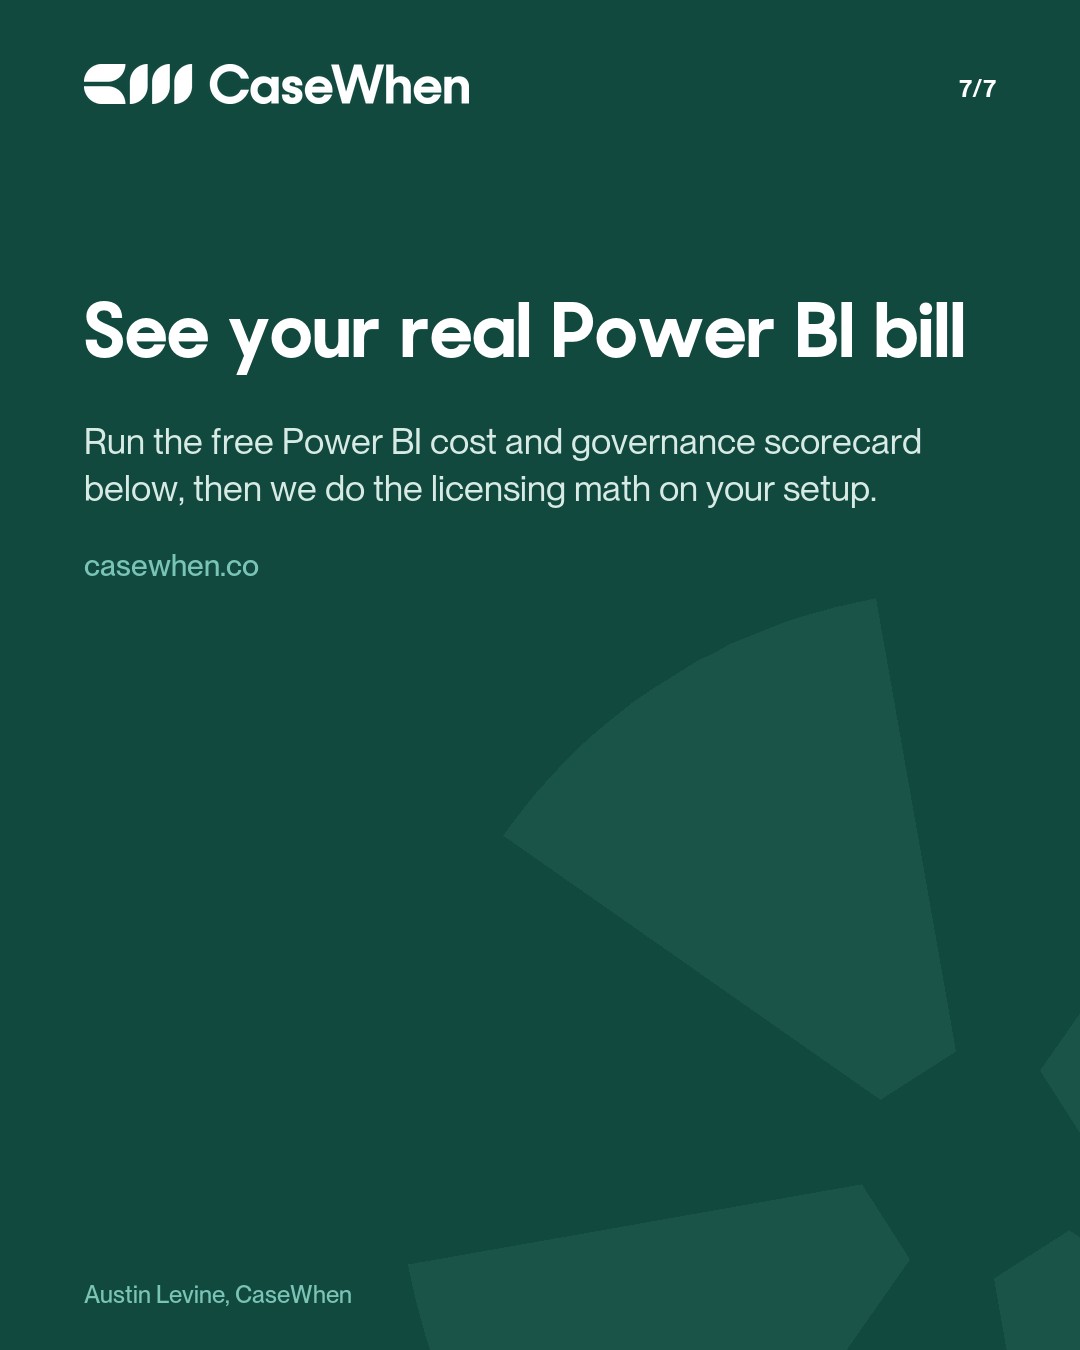 CaseWhen
7/7
See your real Power BI bill
Run the free Power BI cost and governance scorecard
below, then we do the licensing math on your setup.
casewhen.co
Austin Levine, CaseWhen